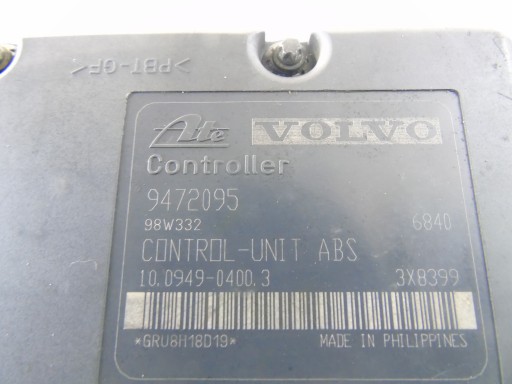 >PBT-GF<
Ate VOLVO
Controller
9472095
98W332 6840
CONTROL-UNIT ABS
10.0949-0400.3 3X8399
*GRU8H18D19* MADE IN PHILIPPINES